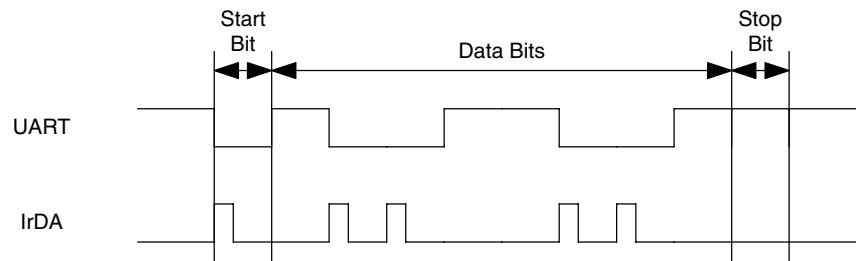 Start
Bit
Data Bits
Stop
Bit
UART
IrDA